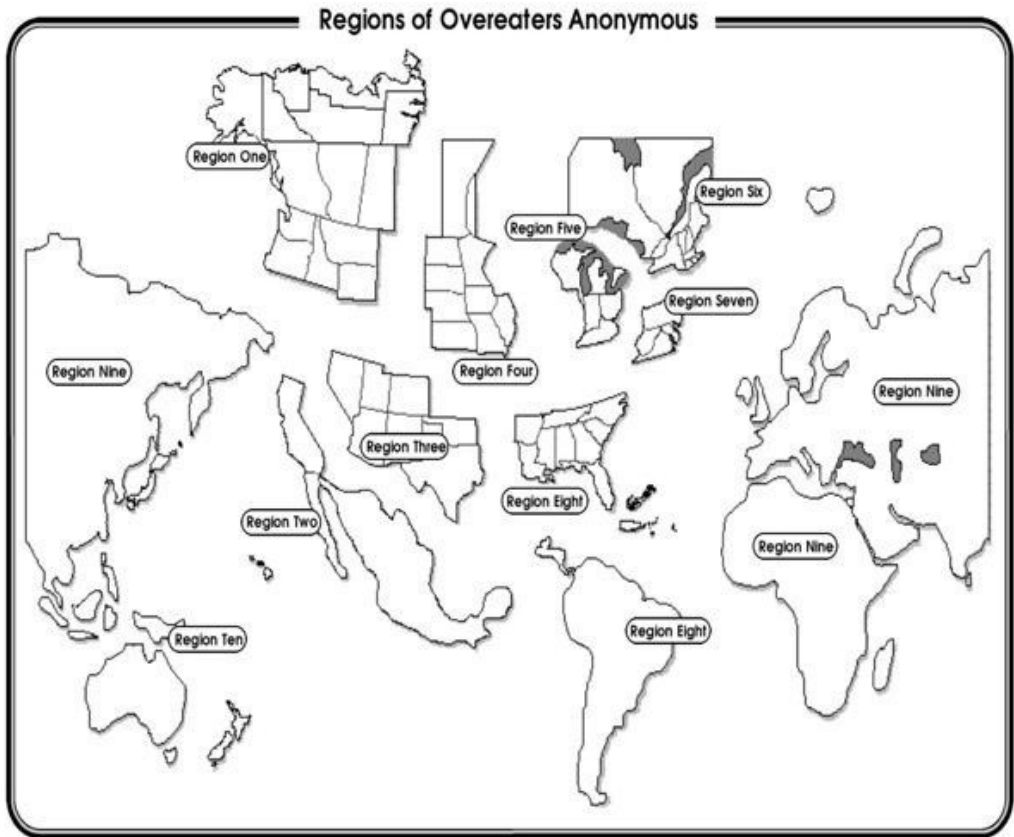 Regions of Overeaters Anonymous
Region One
Region Six
Region Five
Region Seven
Region Nine
Region Four
Region Nine
Region Three
Region Eight
Region Two
Region Nine
Region Ten
Region Eight